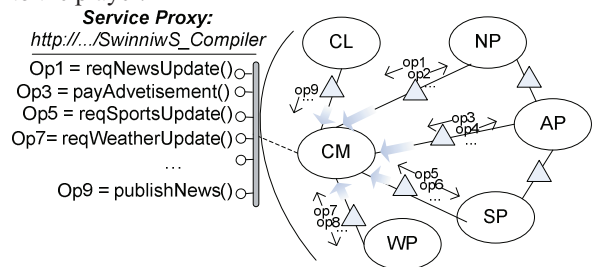 Service Proxy:
http://.../SwinniwS_Compiler
Op1 = reqNewsUpdate()
Op3 = payAdvetisement()
Op5 = reqSportsUpdate()
Op7= reqWeatherUpdate()
...
Op9 = publishNews()
CL
NP
op1
op2
...
op9
...
AP
op3
op4
...
CM
op5
op6
...
SP
op7
op8
...
WP